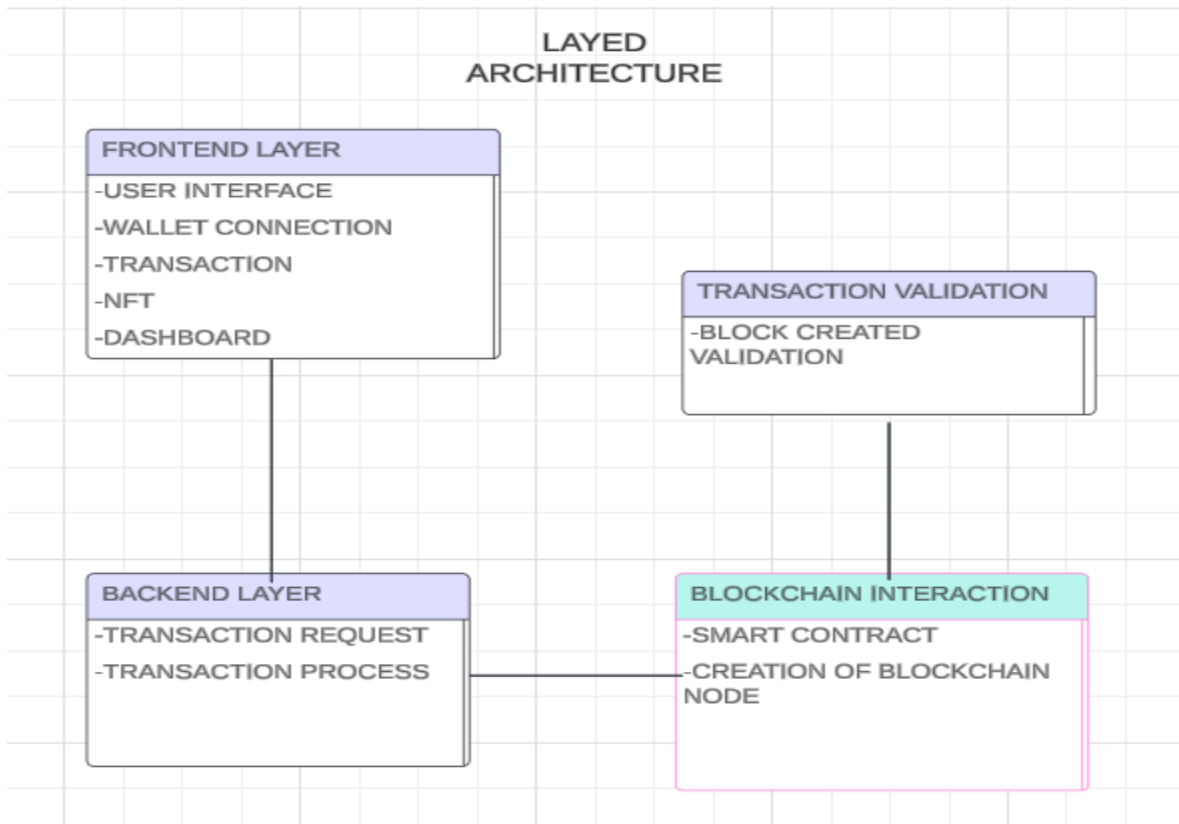 LAYED
ARCHITECTURE
FRONTEND LAYER
-USER INTERFACE
-WALLET CONNECTION
-TRANSACTION
-NFT
-DASHBOARD
TRANSACTION VALIDATION
-BLOCK CREATED
VALIDATION
BACKEND LAYER
-TRANSACTION REQUEST
-TRANSACTION PROCESS
BLOCKCHAIN INTERACTION
-SMART CONTRACT
-CREATION OF BLOCKCHAIN
NODE